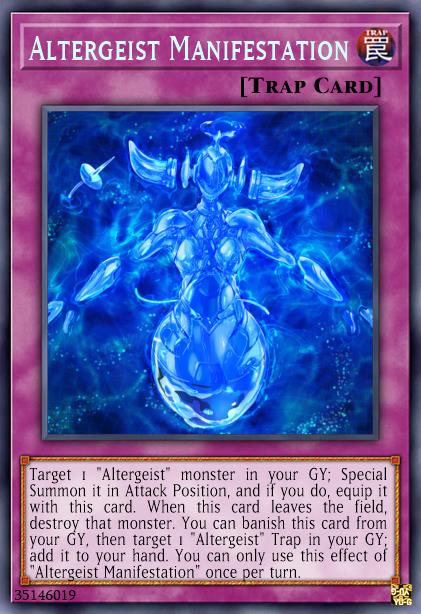 Altergeist Manifestation
TRAP
罠
[Trap Card]
Target 1 "Altergeist" monster in your GY; Special
Summon it in Attack Position, and if you do, equip it
with this card. When this card leaves the field,
destroy that monster. You can banish this card from
your GY, then target 1 "Altergeist" Trap in your GY;
add it to your hand. You can only use this effect of
"Altergeist Manifestation" once per turn.
35146019